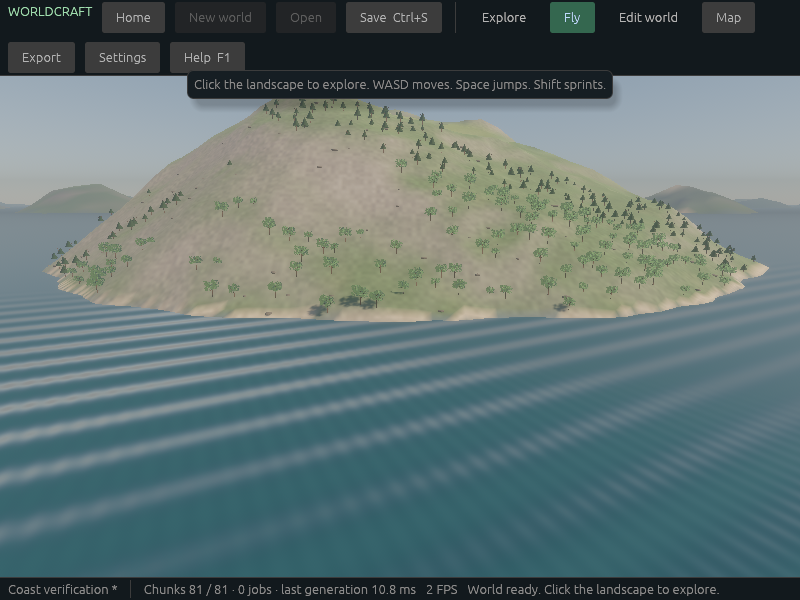 WORLDCRAFT Home New world Open Save Ctrl+S Explore Fly Edit world Map
Export Settings Help F1
Click the landscape to explore. WASD moves. Space jumps. Shift sprints.
Coast verification * Chunks 81 / 81 · 0 jobs · last generation 10.8 ms 2 FPS World ready. Click the landscape to explore.